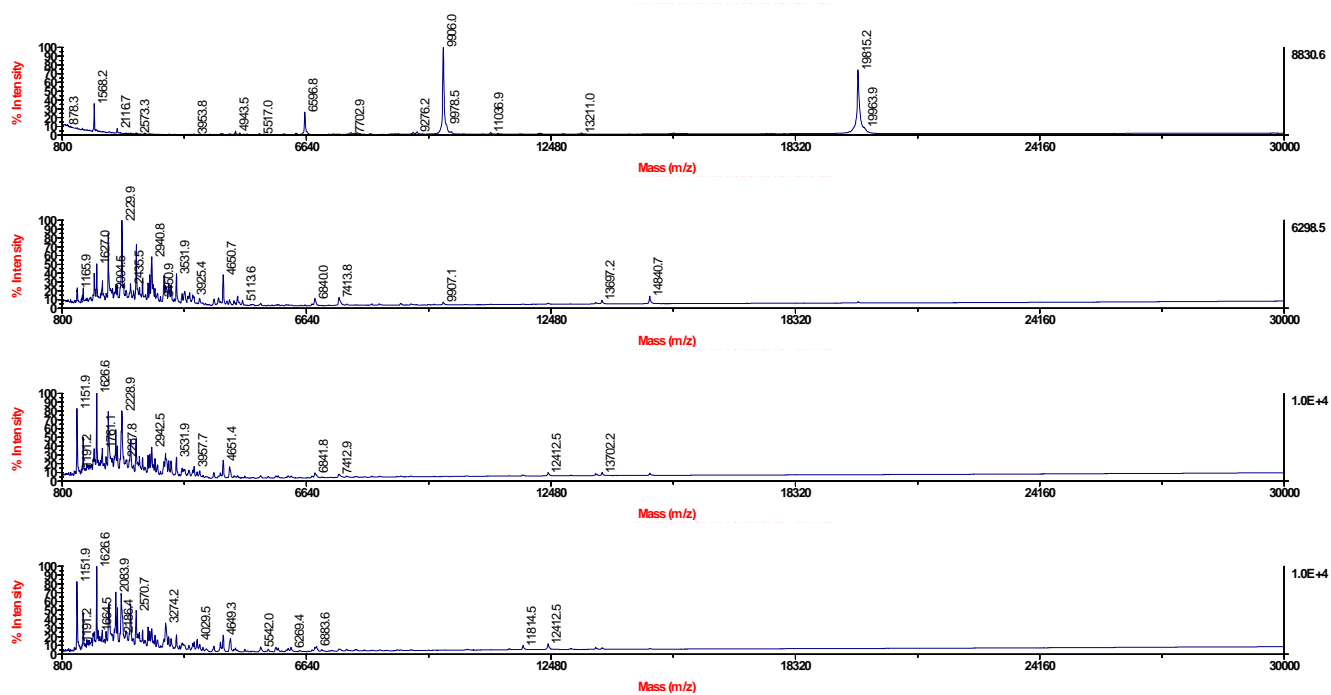 878.3 1568.2 2116.7 2573.3 3953.8 4943.5 5517.0 6596.8 7702.9 9276.2 9906.0 9978.5 11036.9 13211.0 19815.2 19963.9
% Intensity
100 90 80 70 60 50 40 30 20 10 0
8830.6
800 6640 12480 18320 24160 30000
Mass (m/z)
1165.9 1627.0 2229.9 2435.5 2940.8 3531.9 3925.4 4650.7 5113.6 6840.0 7413.8 9907.1 13697.2 14840.7
% Intensity
100 90 80 70 60 50 40 30 20 10 0
6298.5
800 6640 12480 18320 24160 30000
Mass (m/z)
1151.9 1191.2 1626.6 1761.1 2228.9 2942.5 3531.9 3957.7 4651.4 6841.8 7412.9 12412.5 13702.2
% Intensity
100 90 80 70 60 50 40 30 20 10 0
1.0E+4
800 6640 12480 18320 24160 30000
Mass (m/z)
1151.9 1191.2 1626.6 1664.5 2083.9 2186.4 2570.7 3274.2 4029.5 4649.3 5542.0 6269.4 6883.6 11814.5 12412.5
% Intensity
100 90 80 70 60 50 40 30 20 10 0
1.0E+4
800 6640 12480 18320 24160 30000
Mass (m/z)